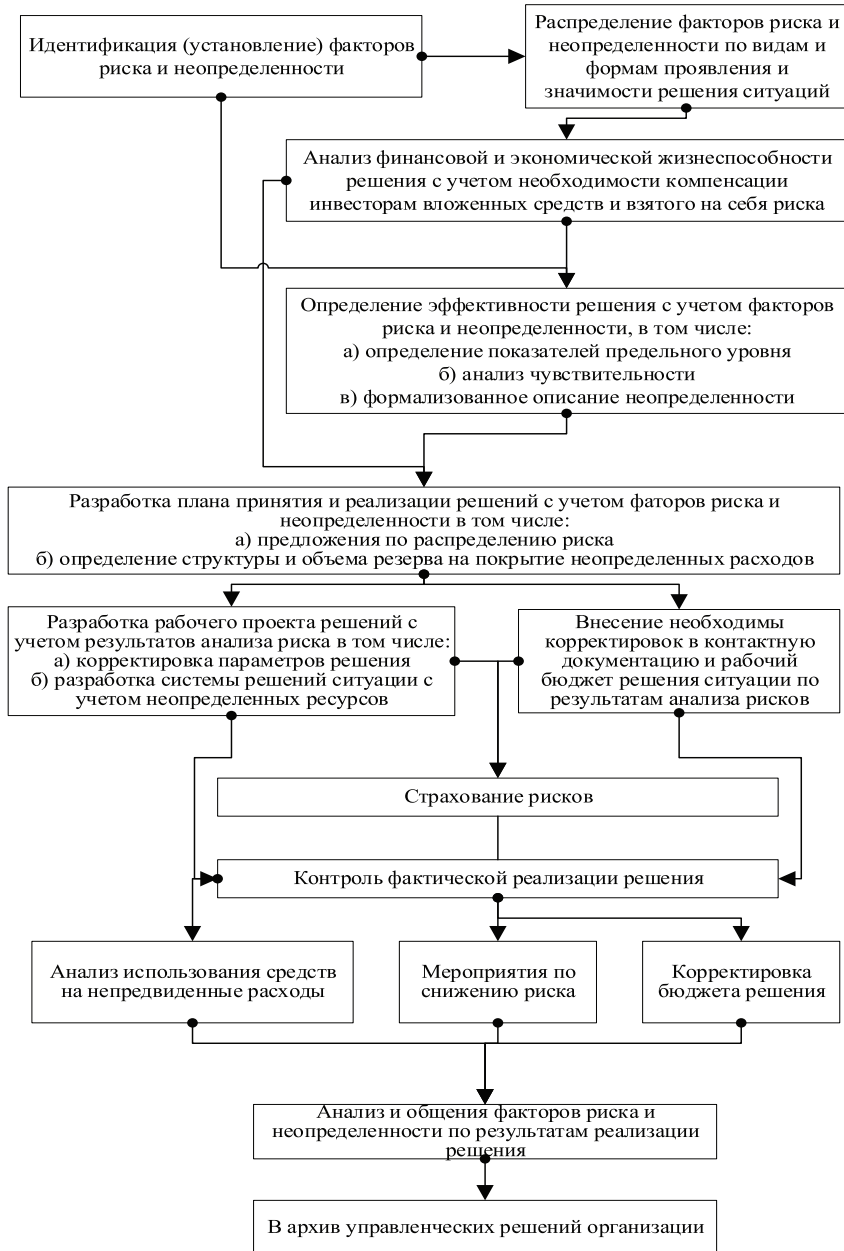 Идентификация (установление) факторов
риска и неопределенности
Распределение факторов риска и
неопределенности по видам и
формам проявления и
значимости решения ситуаций
Анализ финансовой и экономической жизнеспособности
решения с учетом необходимости компенсации
инвесторам вложенных средств и взятого на себя риска
Определение эффективности решения с учетом факторов
риска и неопределенности, в том числе:
а) определение показателей предельного уровня
б) анализ чувствительности
в) формализованное описание неопределенности
Разработка плана принятия и реализации решений с учетом фаторов риска и
неопределенности в том числе:
а) предложения по распределению риска
б) определение структуры и объема резерва на покрытие неопределенных расходов
Разработка рабочего проекта решений с
учетом результатов анализа риска в том числе:
а) корректировка параметров решения
б) разработка системы решений ситуации с
учетом неопределенных ресурсов
Внесение необходимы
корректировок в контактную
документацию и рабочий
бюджет решения ситуации по
результатам анализа рисков
Страхование рисков
Контроль фактической реализации решения
Анализ использования средств
на непредвиденные расходы
Мероприятия по
снижению риска
Корректировка
бюджета решения
Анализ и общения факторов риска и
неопределенности по результатам реализации
решения
В архив управленческих решений организации